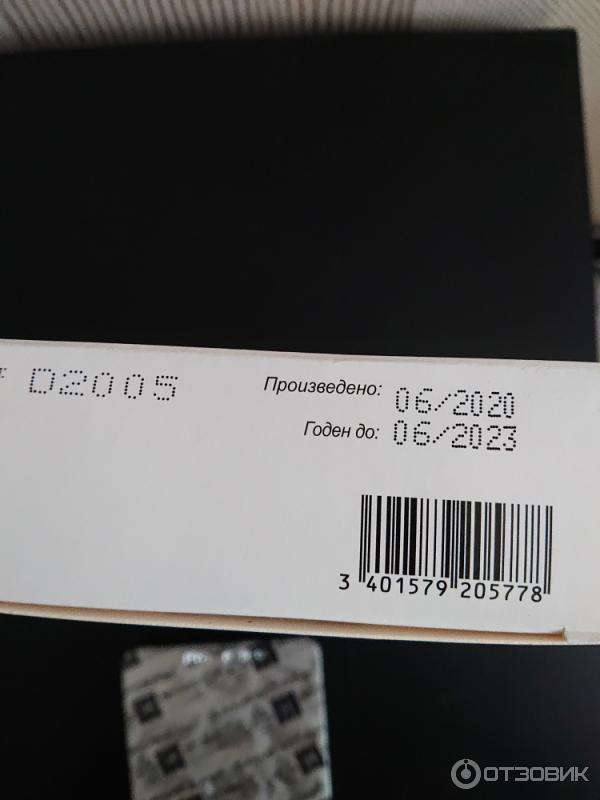 D2005
Произведено: 06/2020
Годен до: 06/2023
3 401579 205778
ОТЗОВИК